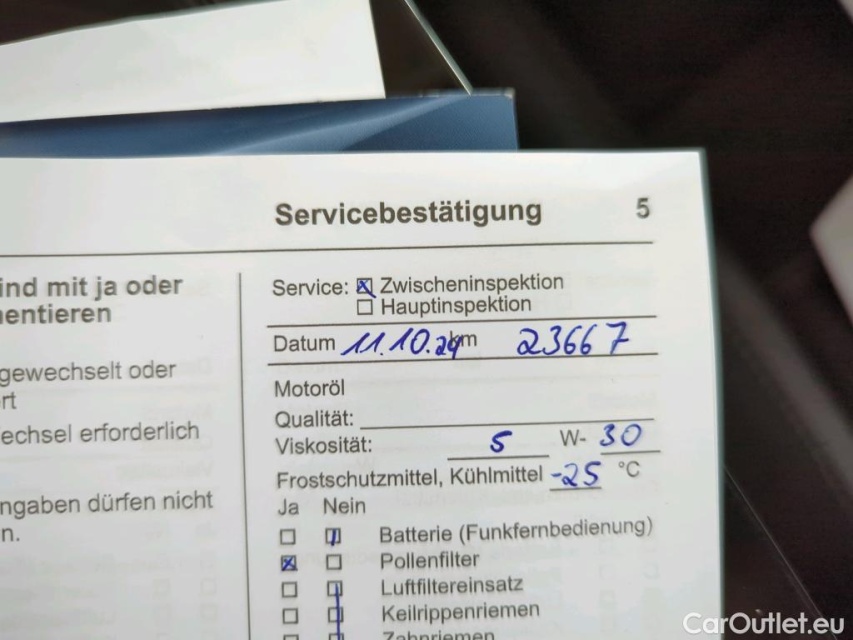 Servicebestätigung 5
ind mit ja oder
entieren
gewechselt oder
rt
echsel erforderlich
ngaben dürfen nicht
n.
Service: Zwischeninspektion
Hauptinspektion
Datum 11.10.24 km 23667
Motoröl
Qualität:
Viskosität: 5 W- 30
Frostschutzmittel, Kühlmittel -25 °C
Ja Nein
Batterie (Funkfernbedienung)
Pollenfilter
Luftfiltereinsatz
Keilrippenriemen
Zahnriemen
CarOutlet.eu